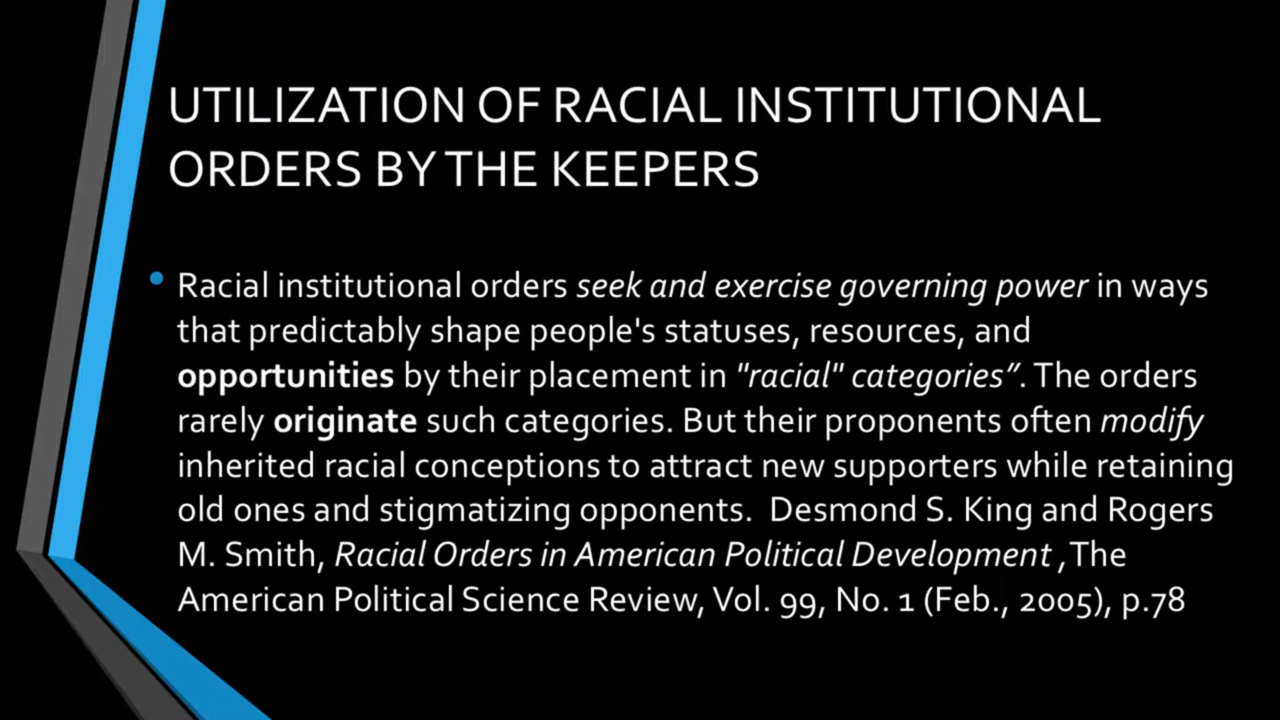 UTILIZATION OF RACIAL INSTITUTIONAL
ORDERS BY THE KEEPERS
• Racial institutional orders seek and exercise governing power in ways
that predictably shape people's statuses, resources, and
opportunities by their placement in "racial" categories”. The orders
rarely originate such categories. But their proponents often modify
inherited racial conceptions to attract new supporters while retaining
old ones and stigmatizing opponents.  Desmond S. King and Rogers
M. Smith, Racial Orders in American Political Development ,The
American Political Science Review, Vol. 99, No. 1 (Feb., 2005), p.78